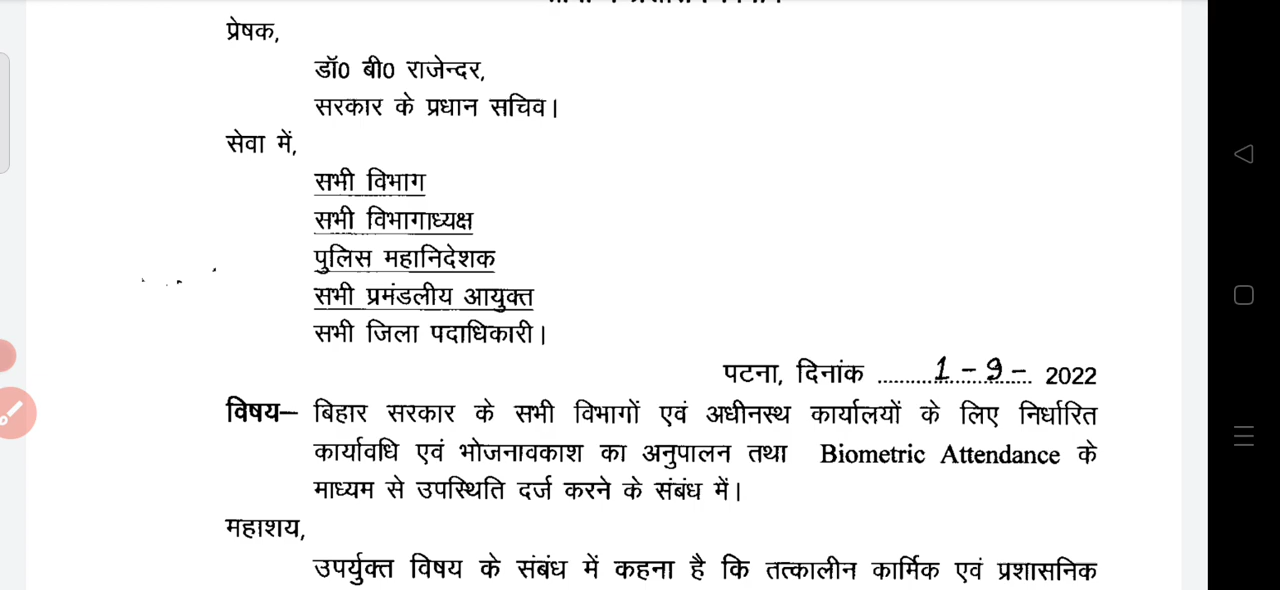 प्रेषक,
डॉ0 बी0 राजेन्दर,
सरकार के प्रधान सचिव।
सेवा में,
सभी विभाग
सभी विभागाध्यक्ष
पुलिस महानिदेशक
सभी प्रमंडलीय आयुक्त
सभी जिला पदाधिकारी।
पटना, दिनांक ...........1-9-.... 2022
विषय– बिहार सरकार के सभी विभागों एवं अधीनस्थ कार्यालयों के लिए निर्धारित
कार्यावधि एवं भोजनावकाश का अनुपालन तथा Biometric Attendance के
माध्यम से उपस्थिति दर्ज करने के संबंध में।
महाशय,
उपर्युक्त विषय के संबंध में कहना है कि तत्कालीन कार्मिक एवं प्रशासनिक